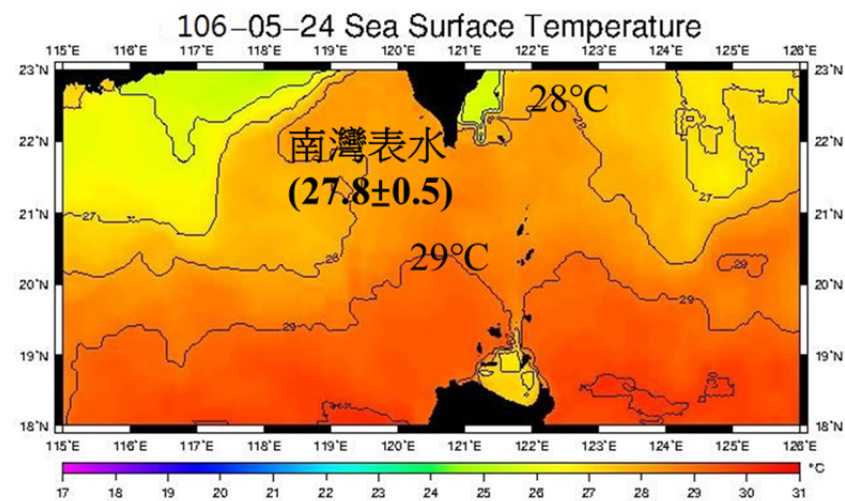 106-05-24 Sea Surface Temperature
115°E 116°E 117°E 118°E 119°E 120°E 121°E 122°E 123°E 124°E 125°E 126°E
23°N 23°N
28°C
22°N 22°N
南灣表水
(27.8±0.5)
27
21°N 21°N
27
28
29°C
29
20°N 20°N
29
29
19°N 19°N
18°N 18°N
115°E 116°E 117°E 118°E 119°E 120°E 121°E 122°E 123°E 124°E 125°E 126°E
°C
17 18 19 20 21 22 23 24 25 26 27 28 29 30 31